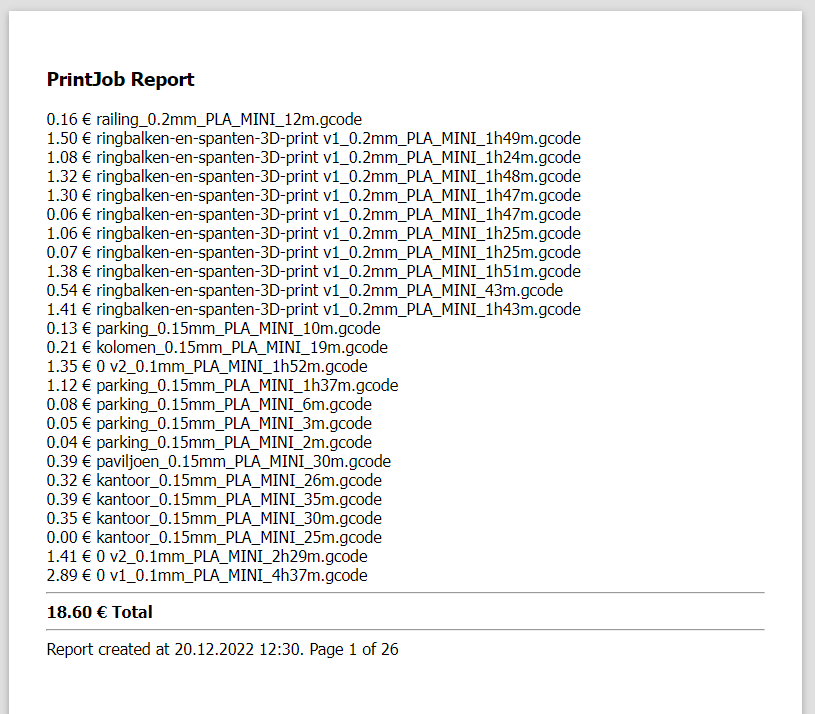 PrintJob Report
0.16 € railing_0.2mm_PLA_MINI_12m.gcode
1.50 € ringbalken-en-spanten-3D-print v1_0.2mm_PLA_MINI_1h49m.gcode
1.08 € ringbalken-en-spanten-3D-print v1_0.2mm_PLA_MINI_1h24m.gcode
1.32 € ringbalken-en-spanten-3D-print v1_0.2mm_PLA_MINI_1h48m.gcode
1.30 € ringbalken-en-spanten-3D-print v1_0.2mm_PLA_MINI_1h47m.gcode
0.06 € ringbalken-en-spanten-3D-print v1_0.2mm_PLA_MINI_1h47m.gcode
1.06 € ringbalken-en-spanten-3D-print v1_0.2mm_PLA_MINI_1h25m.gcode
0.07 € ringbalken-en-spanten-3D-print v1_0.2mm_PLA_MINI_1h25m.gcode
1.38 € ringbalken-en-spanten-3D-print v1_0.2mm_PLA_MINI_1h51m.gcode
0.54 € ringbalken-en-spanten-3D-print v1_0.2mm_PLA_MINI_43m.gcode
1.41 € ringbalken-en-spanten-3D-print v1_0.2mm_PLA_MINI_1h43m.gcode
0.13 € parking_0.15mm_PLA_MINI_10m.gcode
0.21 € kolomen_0.15mm_PLA_MINI_19m.gcode
1.35 € 0 v2_0.1mm_PLA_MINI_1h52m.gcode
1.12 € parking_0.15mm_PLA_MINI_1h37m.gcode
0.08 € parking_0.15mm_PLA_MINI_6m.gcode
0.05 € parking_0.15mm_PLA_MINI_3m.gcode
0.04 € parking_0.15mm_PLA_MINI_2m.gcode
0.39 € paviljoen_0.15mm_PLA_MINI_30m.gcode
0.32 € kantoor_0.15mm_PLA_MINI_26m.gcode
0.39 € kantoor_0.15mm_PLA_MINI_35m.gcode
0.35 € kantoor_0.15mm_PLA_MINI_30m.gcode
0.00 € kantoor_0.15mm_PLA_MINI_25m.gcode
1.41 € 0 v2_0.1mm_PLA_MINI_2h29m.gcode
2.89 € 0 v1_0.1mm_PLA_MINI_4h37m.gcode
18.60 € Total
Report created at 20.12.2022 12:30. Page 1 of 26